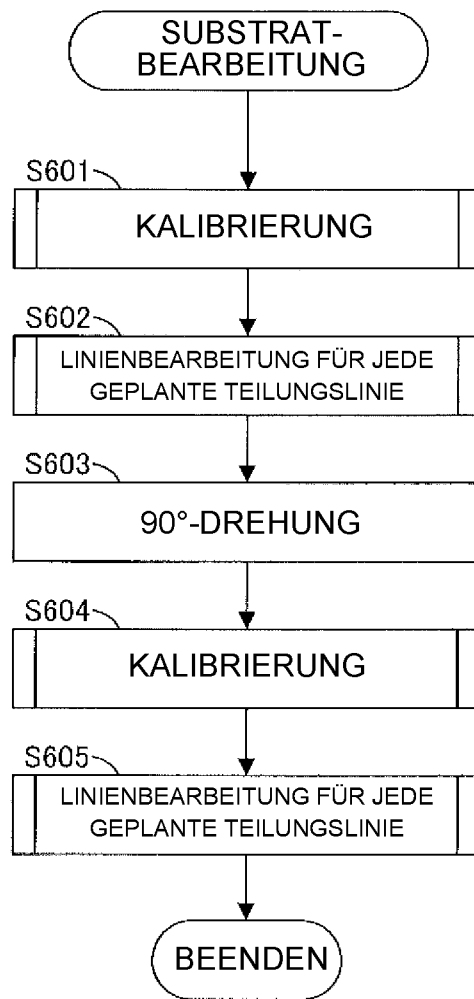 SUBSTRAT-
BEARBEITUNG
S601
KALIBRIERUNG
S602
LINIENBEARBEITUNG FÜR JEDE
GEPLANTE TEILUNGSLINIE
S603
90°-DREHUNG
S604
KALIBRIERUNG
S605
LINIENBEARBEITUNG FÜR JEDE
GEPLANTE TEILUNGSLINIE
BEENDEN